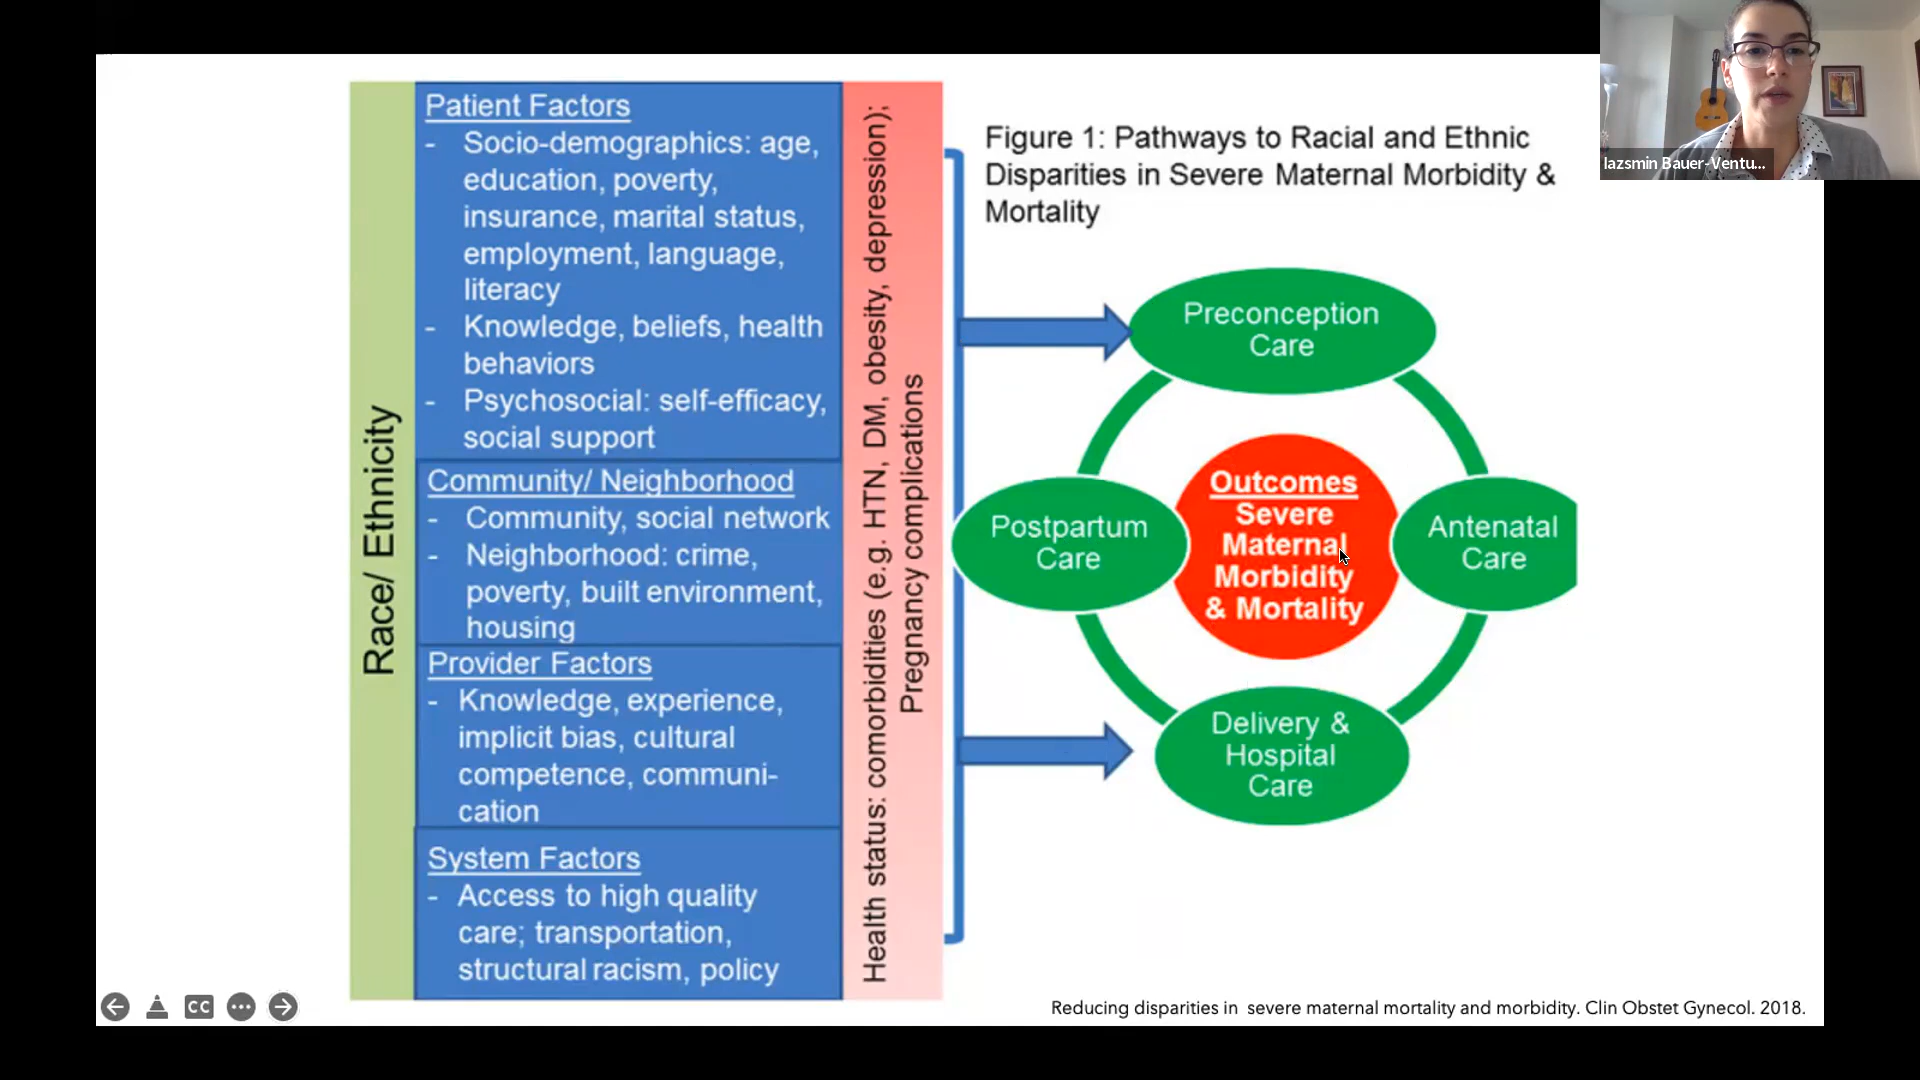 Race/ Ethnicity
Patient Factors
- Socio-demographics: age,
education, poverty,
insurance, marital status,
employment, language,
literacy
- Knowledge, beliefs, health
behaviors
- Psychosocial: self-efficacy,
social support
Community/ Neighborhood
- Community, social network
- Neighborhood: crime,
poverty, built environment,
housing
Provider Factors
- Knowledge, experience,
implicit bias, cultural
competence, communi-
cation
System Factors
- Access to high quality
care; transportation,
structural racism, policy
Health status: comorbidities (e.g. HTN, DM, obesity, depression);
Pregnancy complications
Figure 1: Pathways to Racial and Ethnic
Disparities in Severe Maternal Morbidity &
Mortality
Preconception
Care
Postpartum
Care
Outcomes
Severe
Maternal
Morbidity
& Mortality
Antenatal
Care
Delivery &
Hospital
Care
Reducing disparities in severe maternal mortality and morbidity. Clin Obstet Gynecol. 2018.
CC
Iazsmin Bauer-Ventu...